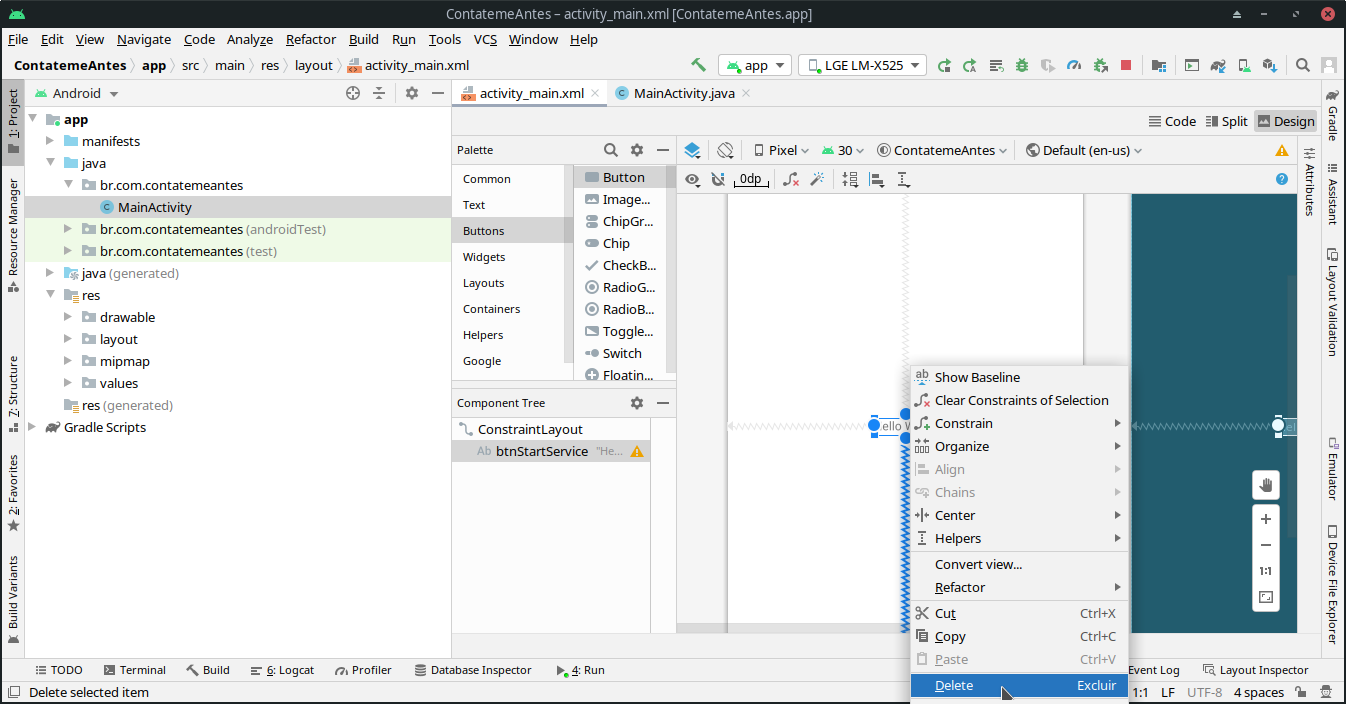 ContatemeAntes – activity_main.xml [ContatemeAntes.app]
File Edit View Navigate Code Analyze Refactor Build Run Tools VCS Window Help
ContatemeAntes app src main res layout activity_main.xml
app LGE LM-X525
1: Project
Resource Manager
7: Structure
2: Favorites
Build Variants
Android
app
manifests
java
br.com.contatemeantes
MainActivity
br.com.contatemeantes (androidTest)
br.com.contatemeantes (test)
java (generated)
res
drawable
layout
mipmap
values
res (generated)
Gradle Scripts
activity_main.xml MainActivity.java
Code Split Design
Palette
Common
Text
Buttons
Widgets
Layouts
Containers
Helpers
Google
Button
Image...
ChipGr...
Chip
CheckB...
RadioG...
RadioB...
Toggle...
Switch
Floatin...
Component Tree
ConstraintLayout
Ab btnStartService "He...
Pixel 30 ContatemeAntes Default (en-us)
0dp
ello W
el
Show Baseline
Clear Constraints of Selection
Constrain
Organize
Align
Chains
Center
Helpers
Convert view...
Refactor
Cut Ctrl+X
Copy Ctrl+C
Paste Ctrl+V
Delete Excluir
1:1
Attributes
Gradle
Assistant
Layout Validation
Emulator
Device File Explorer
TODO Terminal Build 6: Logcat Profiler Database Inspector 4: Run Event Log Layout Inspector
Delete selected item 1:1 LF UTF-8 4 spaces